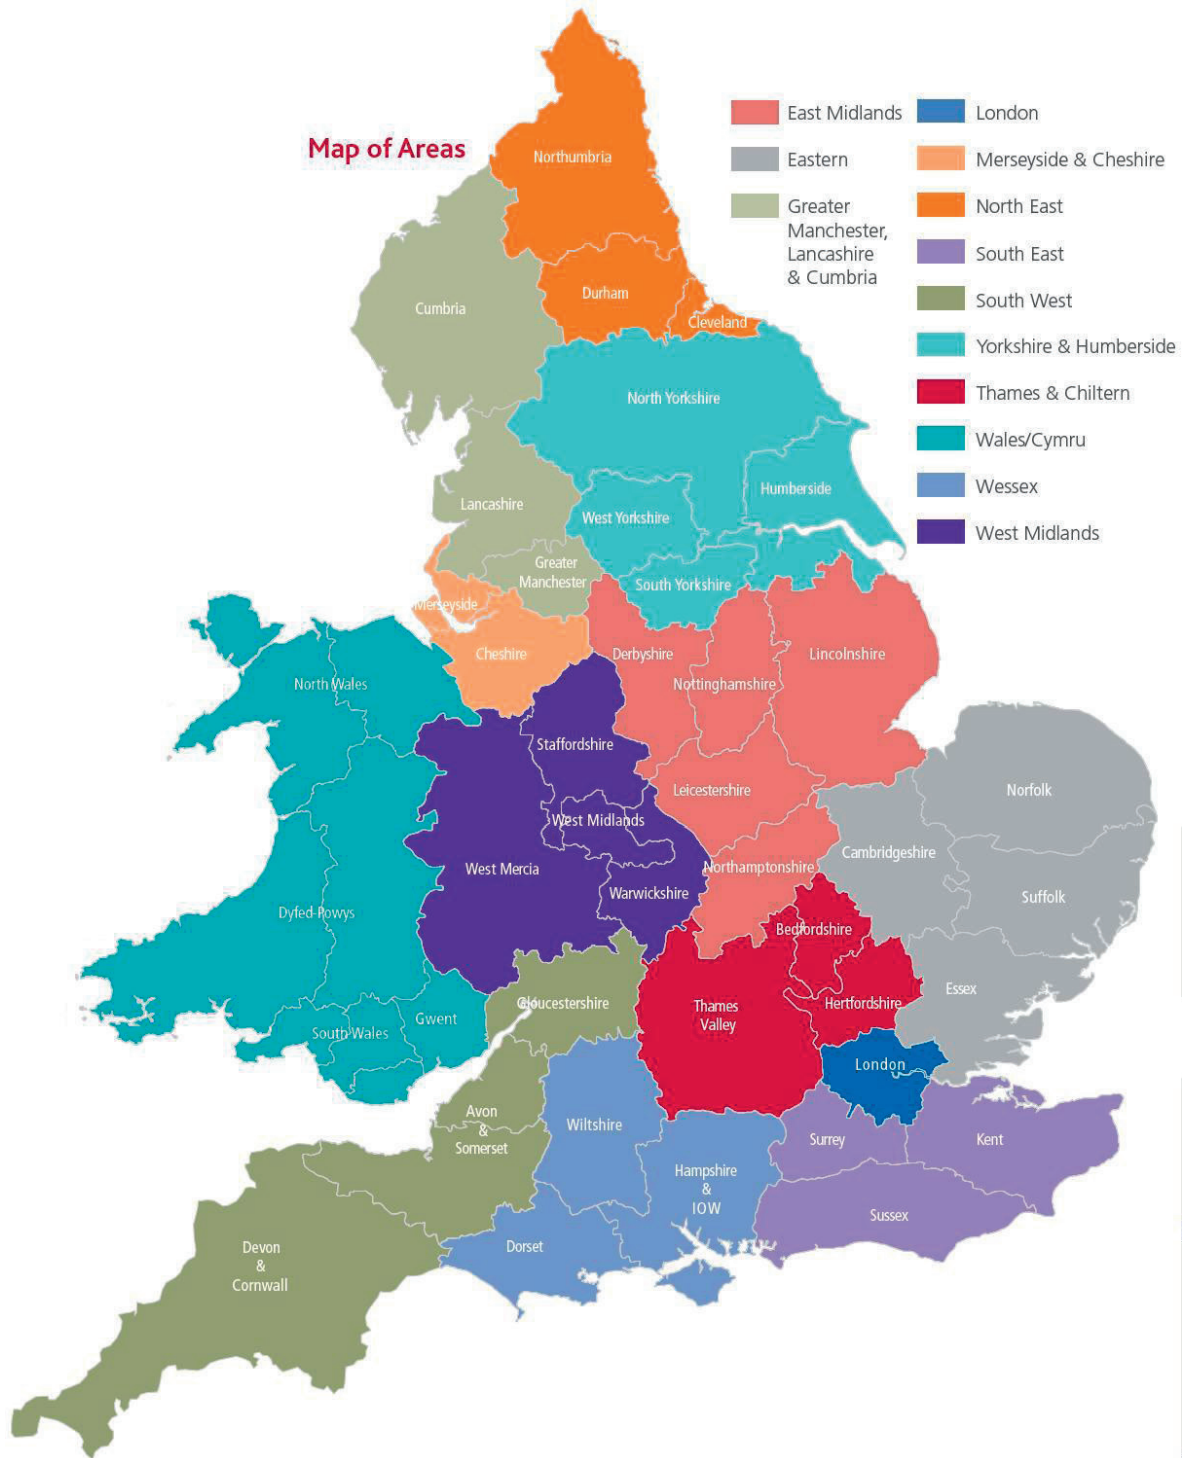 Map of Areas
East Midlands
Eastern
Greater
Manchester,
Lancashire
& Cumbria
London
Merseyside & Cheshire
North East
South East
South West
Yorkshire & Humberside
Thames & Chiltern
Wales/Cymru
Wessex
West Midlands
Northumbria
Durham
Cleveland
Cumbria
North Yorkshire
Humberside
Lancashire
West Yorkshire
Greater
Manchester
South Yorkshire
Merseyside
Cheshire
Derbyshire
Lincolnshire
North Wales
Nottinghamshire
Staffordshire
Leicestershire
Norfolk
West Midlands
Cambridgeshire
West Mercia
Northamptonshire
Warwickshire
Suffolk
Dyfed-Powys
Bedfordshire
Essex
Gloucestershire
Thames
Valley
Hertfordshire
Gwent
South Wales
London
Avon
&
Somerset
Wiltshire
Surrey
Kent
Hampshire
&
IOW
Sussex
Dorset
Devon
&
Cornwall